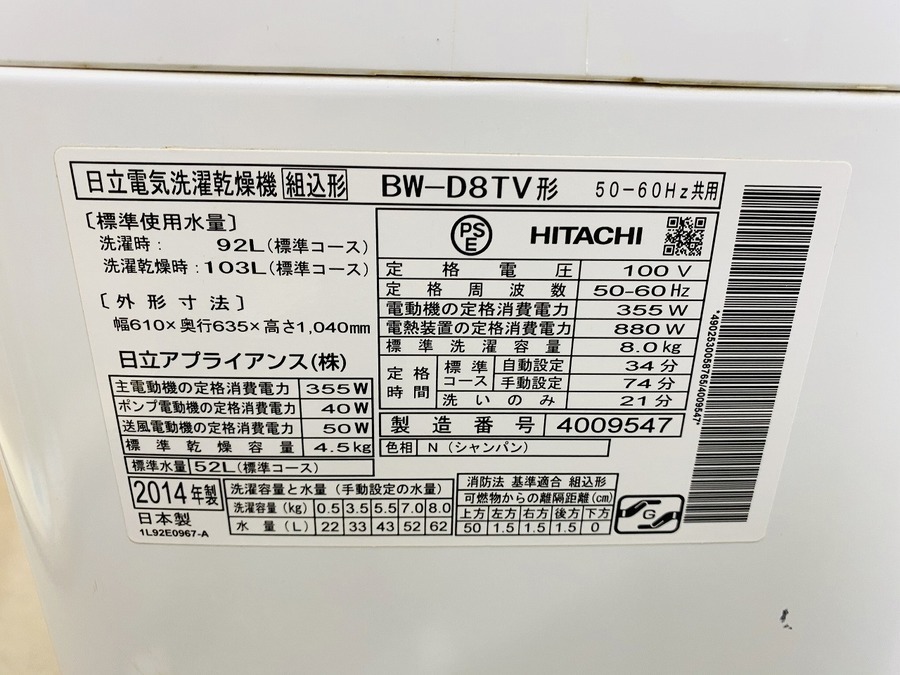 日立電気洗濯乾燥機 組込形 BW-D8TV形 50-60Hz共用
〔標準使用水量〕
洗濯時: 92L(標準コース)
洗濯乾燥時:103L(標準コース)
〔外形寸法〕
幅610×奥行635×高さ1,040mm
日立アプライアンス(株)
主電動機の定格消費電力 355W
ポンプ電動機の定格消費電力 40W
送風電動機の定格消費電力 50W
標準乾燥容量 4.5kg
標準水量 52L(標準コース)
PSE HITACHI
定格電圧 100V
定格周波数 50-60Hz
電動機の定格消費電力 355W
電熱装置の定格消費電力 880W
標準洗濯容量 8.0kg
定格時間 標準コース 自動設定 34分
手動設定 74分
洗いのみ 21分
製造番号 4009547
色相 N(シャンパン)
2014年製
日本製
1L92E0967-A
洗濯容量と水量(手動設定の水量)
洗濯容量(kg) 0.5 3.5 5.5 7.0 8.0
水量(L) 22 33 43 52 62
消防法 基準適合 組込形
可燃物からの離隔距離(cm)
上方 左方 右方 後方 下方
50 1.5 1.5 1.5 0
G
*4902530058765/4009547*